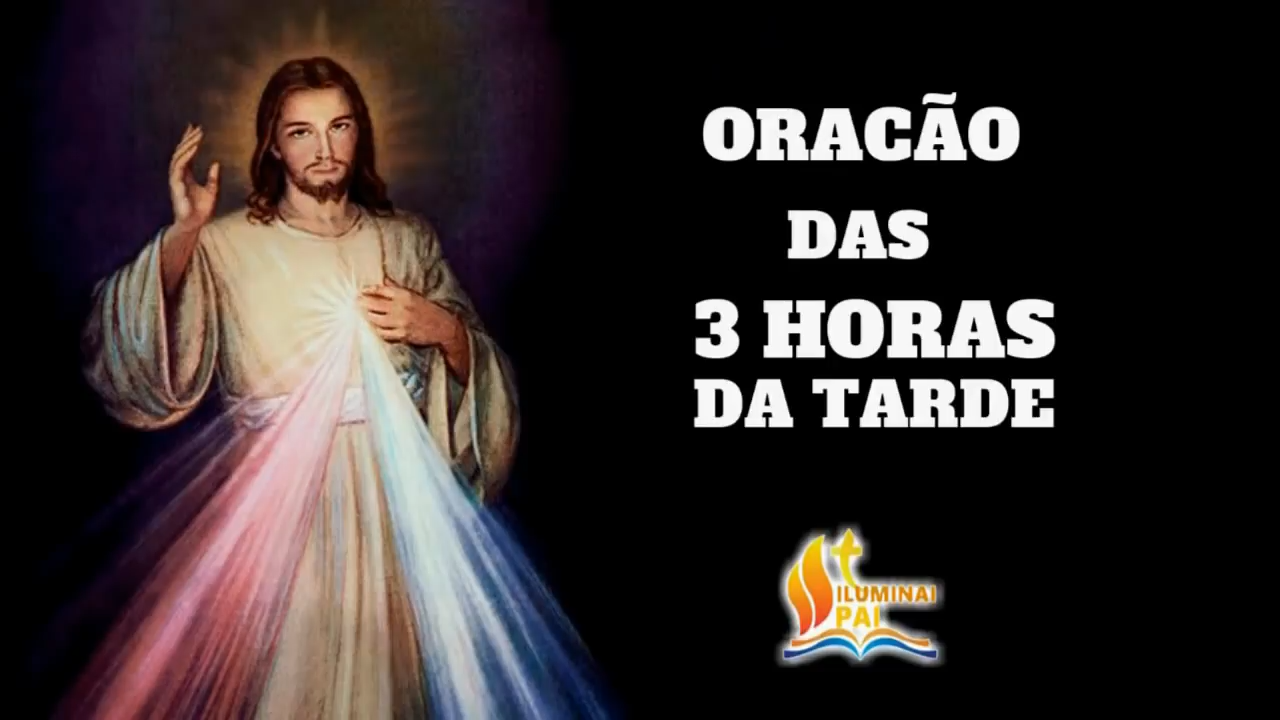 ORACÃO
DAS
3 HORAS
DA TARDE
ILUMINAI
PAI